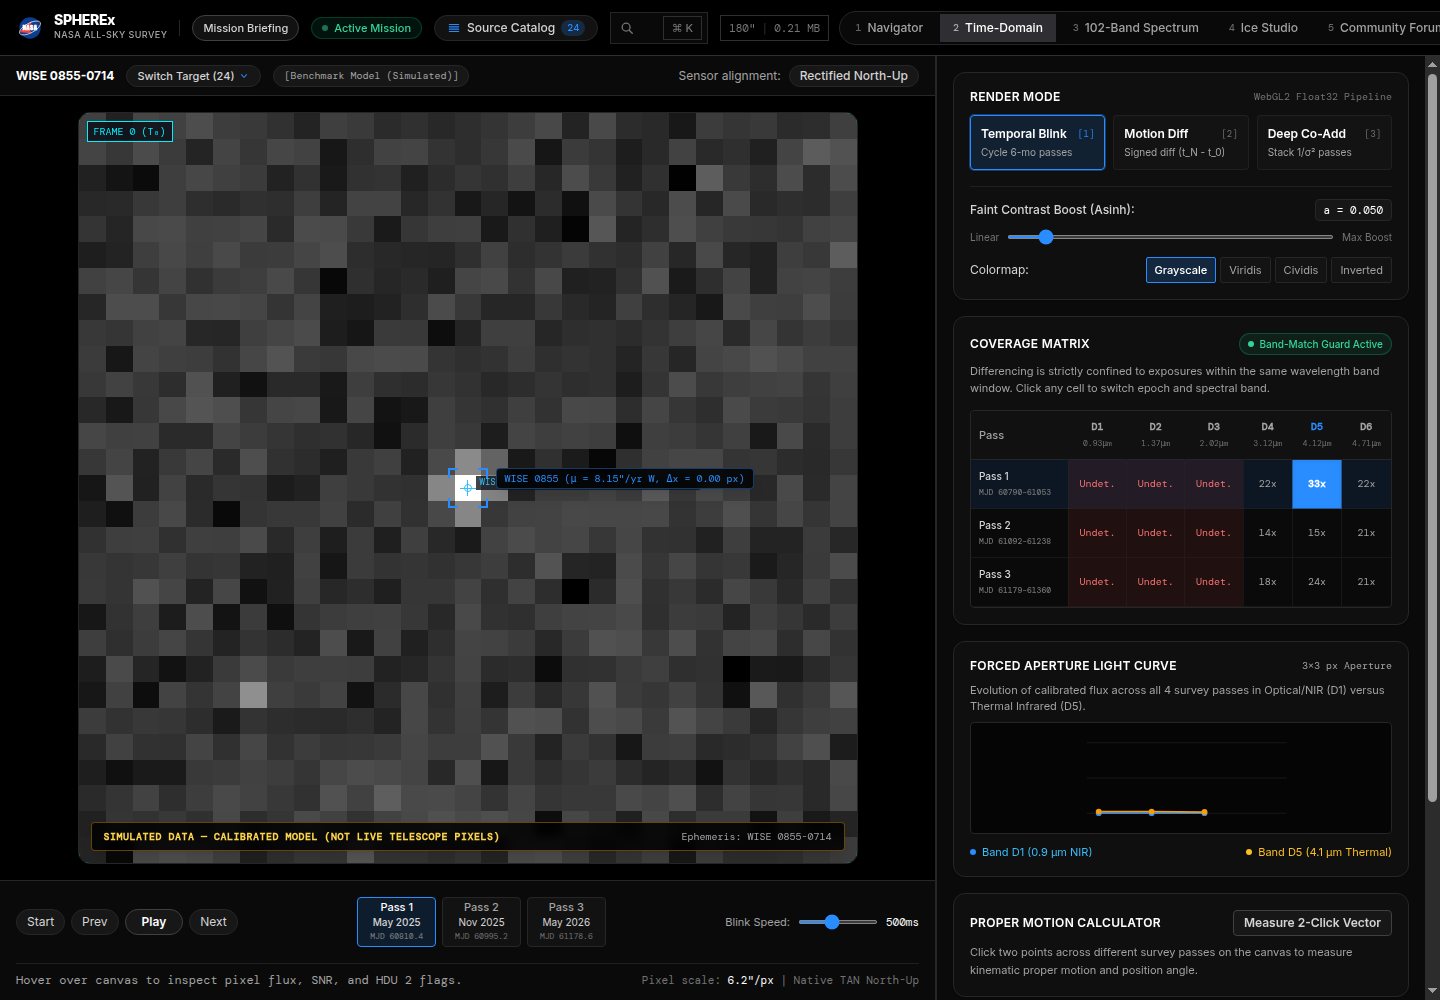 SPHEREx
NASA ALL-SKY SURVEY
Mission Briefing
Active Mission
Source Catalog 24
⌘ K
180° | 0.21 MB
1 Navigator
2 Time-Domain
3 102-Band Spectrum
4 Ice Studio
5 Community Forum
WISE 0855-0714
Switch Target (24)
[Benchmark Model (Simulated)]
Sensor alignment: Rectified North-Up
FRAME 0 (T₀)
WISE 0855 (μ = 8.15"/yr W, Δx = 0.00 px)
SIMULATED DATA — CALIBRATED MODEL (NOT LIVE TELESCOPE PIXELS)
Ephemeris: WISE 0855-0714
Start
Prev
Play
Next
Pass 1
May 2025
MJD 60810.4
Pass 2
Nov 2025
MJD 60995.2
Pass 3
May 2026
MJD 61178.6
Blink Speed: 500ms
Hover over canvas to inspect pixel flux, SNR, and HDU 2 flags.
Pixel scale: 6.2"/px | Native TAN North-Up
RENDER MODE
WebGL2 Float32 Pipeline
Temporal Blink [1]
Cycle 6-mo passes
Motion Diff [2]
Signed diff (t_N - t_0)
Deep Co-Add [3]
Stack 1/σ² passes
Faint Contrast Boost (Asinh):
a = 0.050
Linear
Max Boost
Colormap:
Grayscale
Viridis
Cividis
Inverted
COVERAGE MATRIX
Band-Match Guard Active
Differencing is strictly confined to exposures within the same wavelength band
window. Click any cell to switch epoch and spectral band.
Pass D1 D2 D3 D4 D5 D6
0.93μm 1.37μm 2.02μm 3.12μm 4.12μm 4.71μm
Pass 1
MJD 60790-61053
Undet. Undet. Undet. 22x 33x 22x
Pass 2
MJD 61092-61238
Undet. Undet. Undet. 14x 15x 21x
Pass 3
MJD 61179-61360
Undet. Undet. Undet. 18x 24x 21x
FORCED APERTURE LIGHT CURVE
3×3 px Aperture
Evolution of calibrated flux across all 4 survey passes in Optical/NIR (D1) versus
Thermal Infrared (D5).
Band D1 (0.9 μm NIR)
Band D5 (4.1 μm Thermal)
PROPER MOTION CALCULATOR
Measure 2-Click Vector
Click two points across different survey passes on the canvas to measure
kinematic proper motion and position angle.